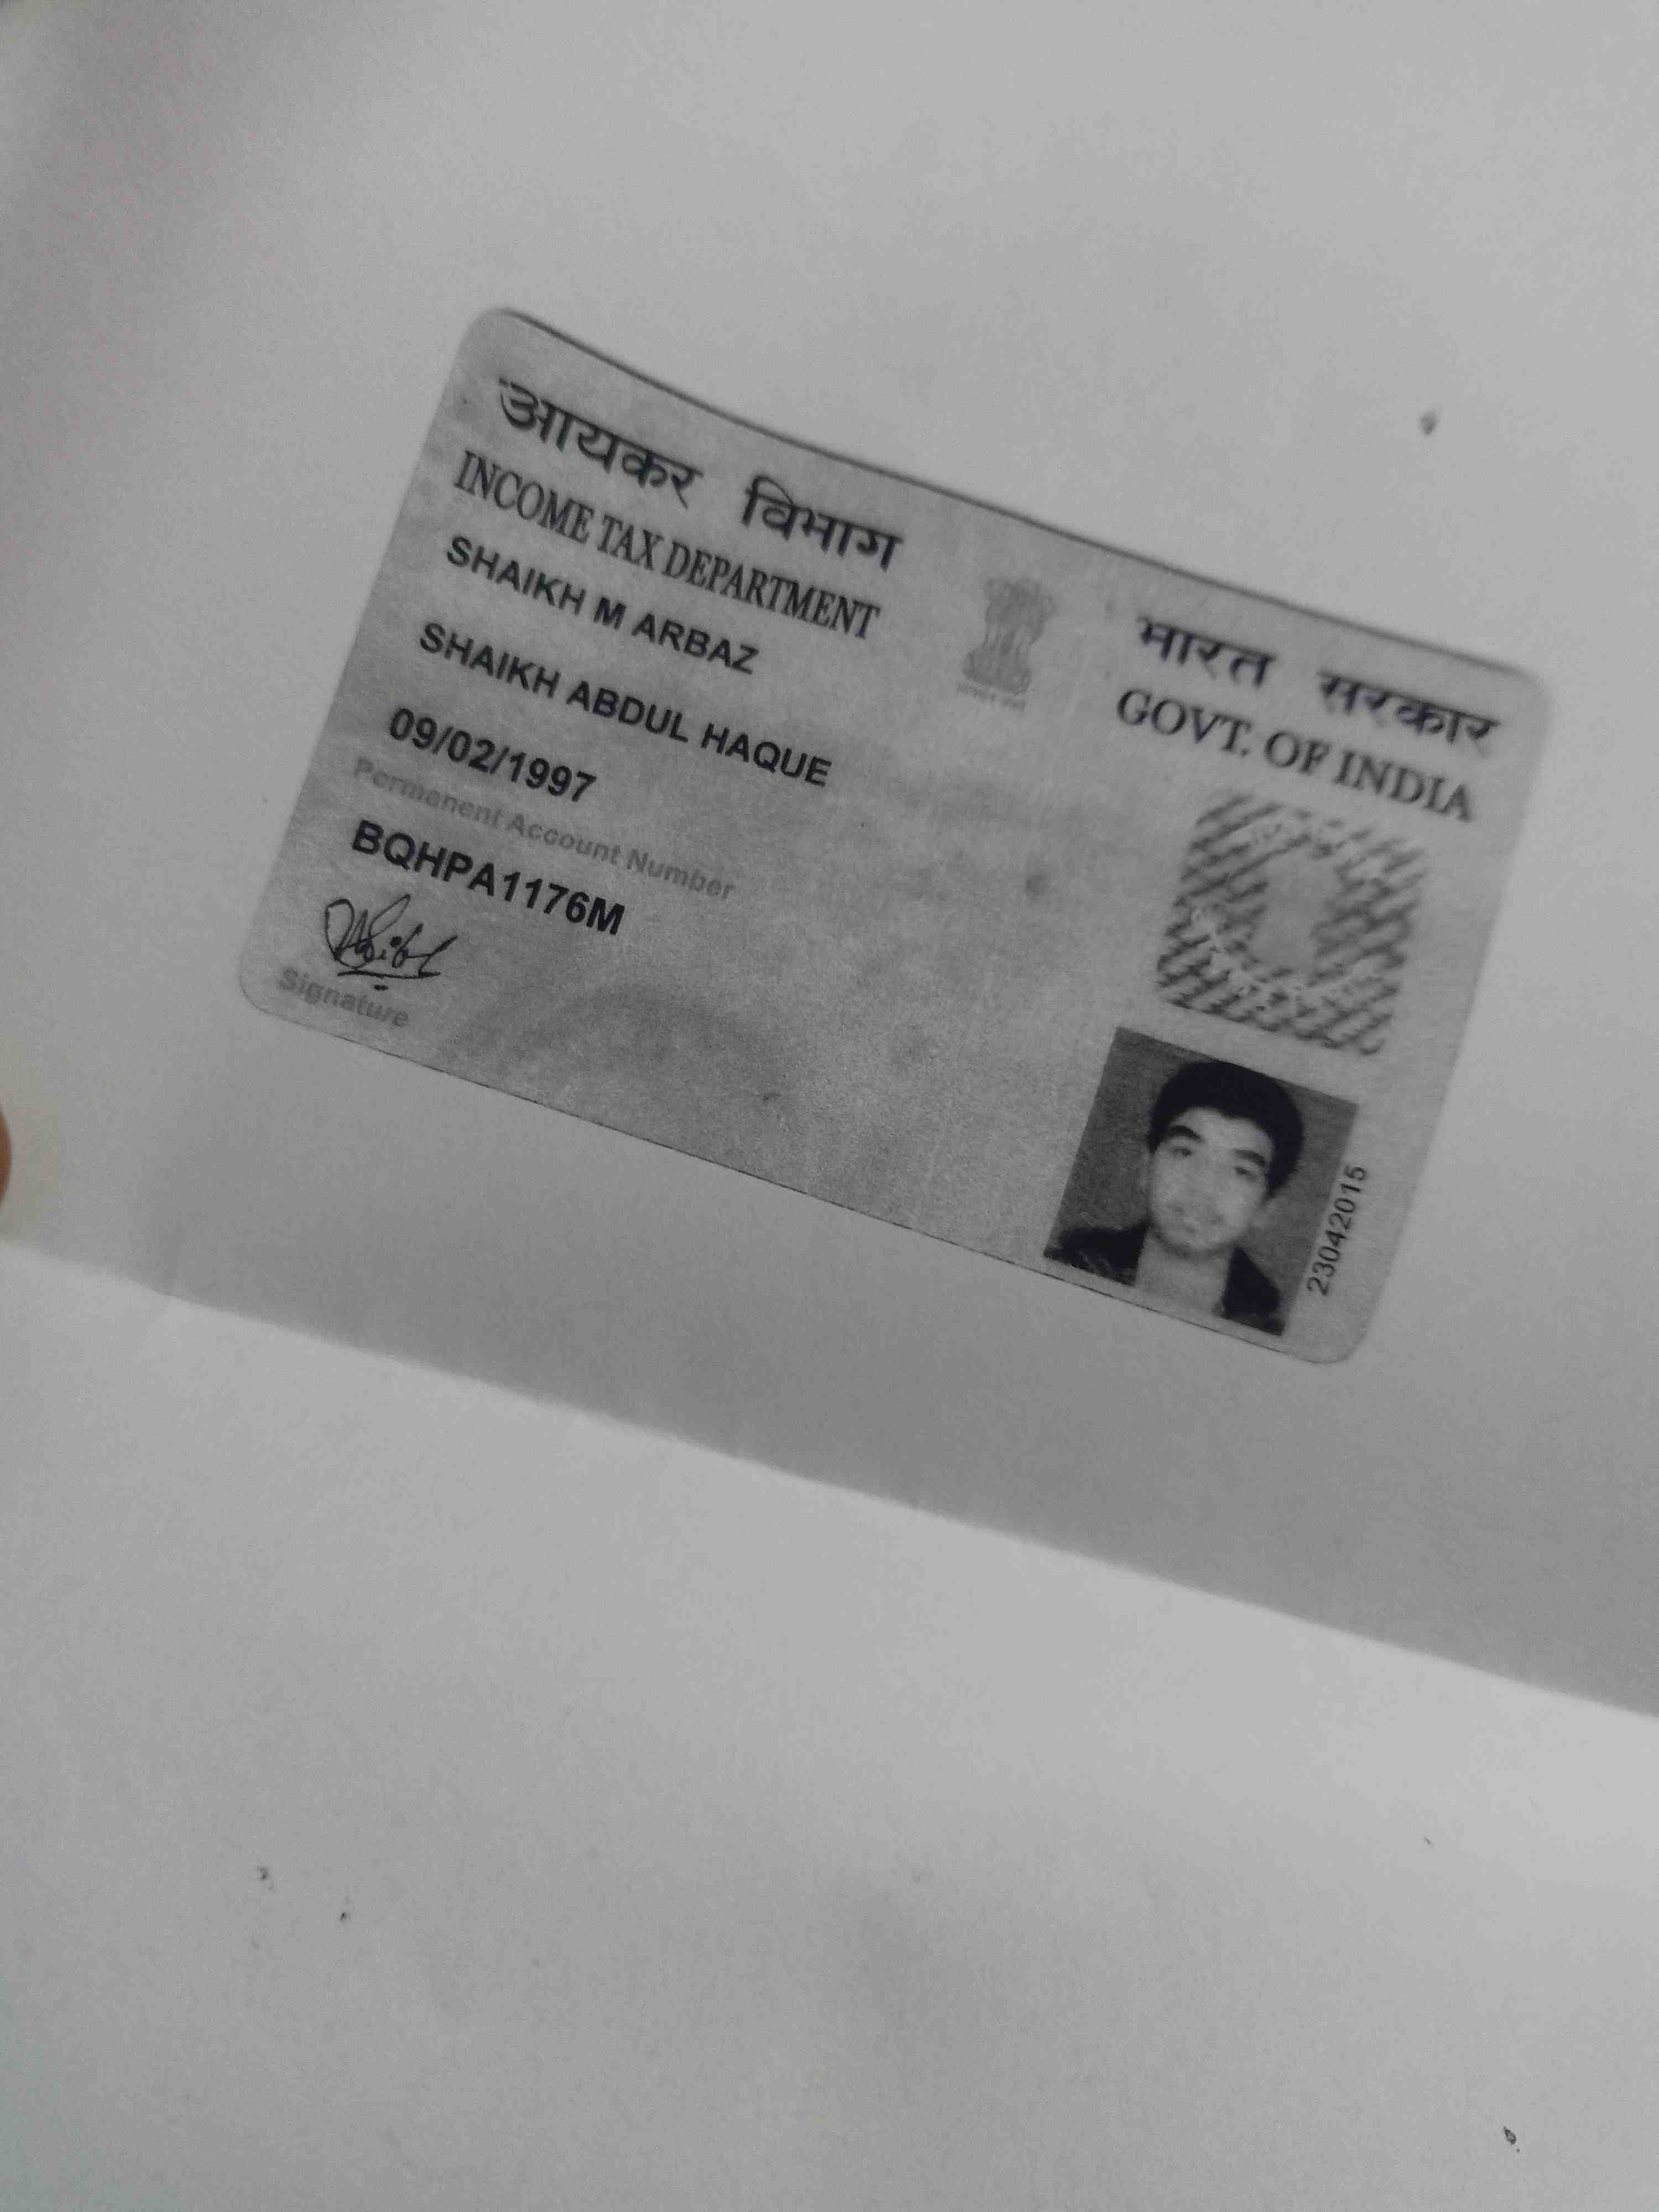 आयकर विभाग
INCOME TAX DEPARTMENT
भारत सरकार
GOVT. OF INDIA
SHAIKH M ARBAZ
SHAIKH ABDUL HAQUE
09/02/1997
Permanent Account Number
BQHPA1176M
Signature
23042015